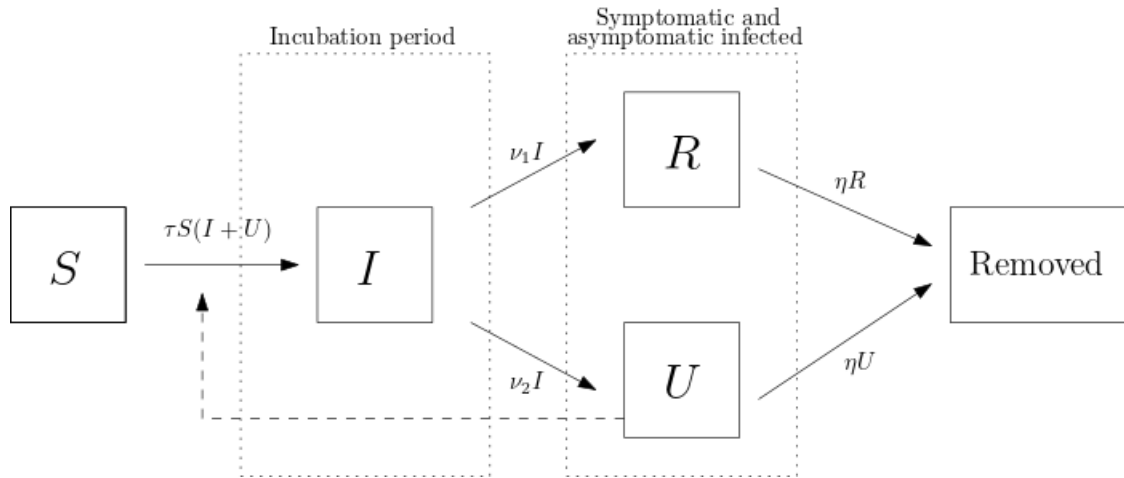 Incubation period
Symptomatic and
asymptomatic infected
S
τS(I + U)
I
ν₁I
R
ηR
Removed
ν₂I
U
ηU